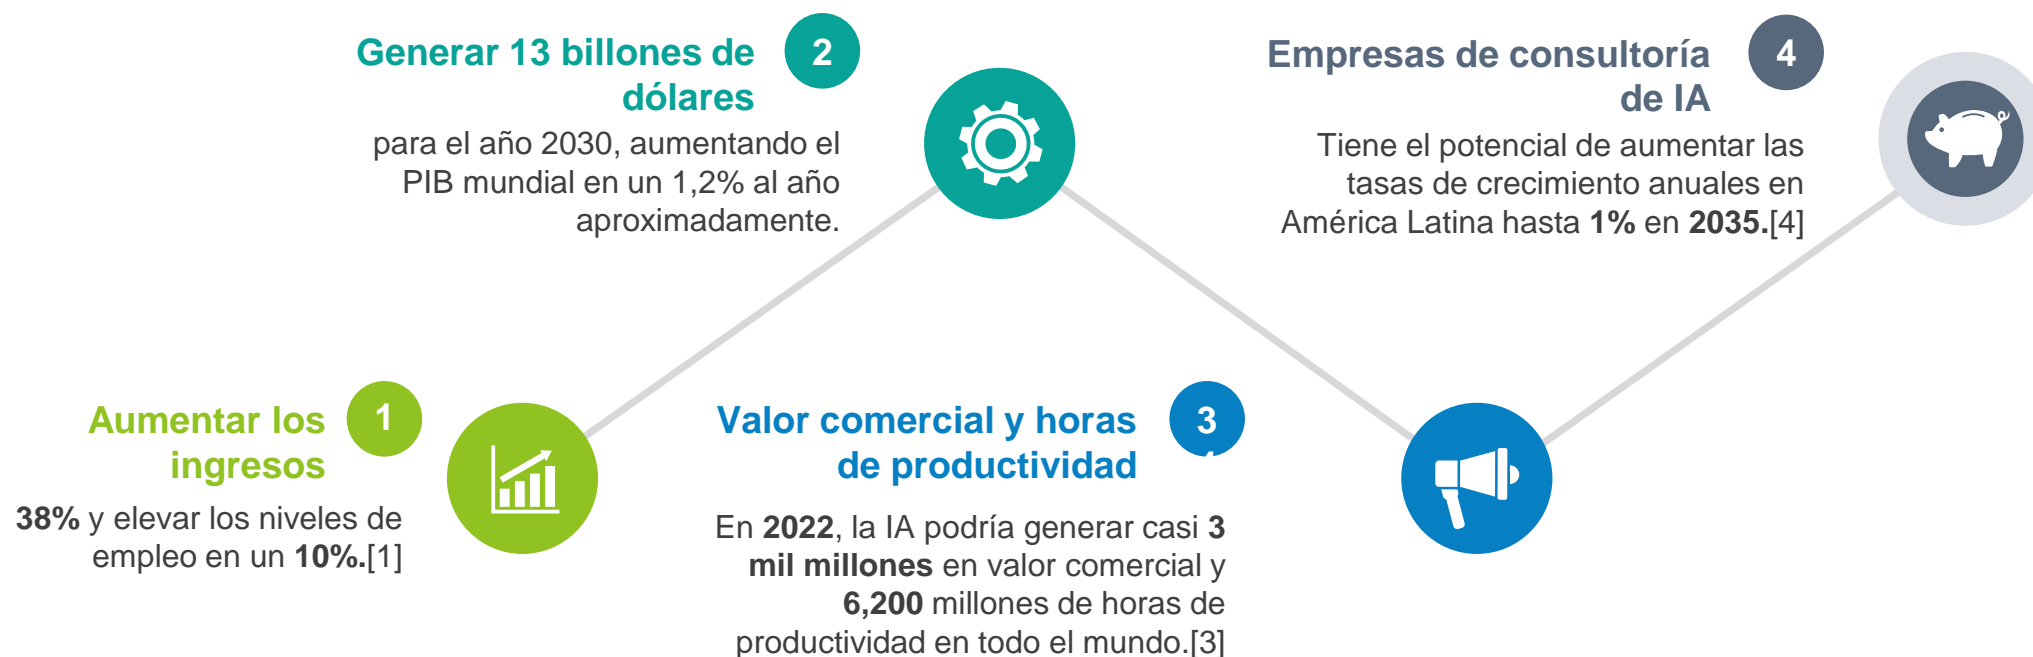 1
Aumentar los
ingresos
38% y elevar los niveles de
empleo en un 10%.[1]
2
Generar 13 billones de
dólares
para el año 2030, aumentando el
PIB mundial en un 1,2% al año
aproximadamente.
3
Valor comercial y horas
de productividad
En 2022, la IA podría generar casi 3
mil millones en valor comercial y
6,200 millones de horas de
productividad en todo el mundo.[3]
4
Empresas de consultoría
de IA
Tiene el potencial de aumentar las
tasas de crecimiento anuales en
América Latina hasta 1% en 2035.[4]